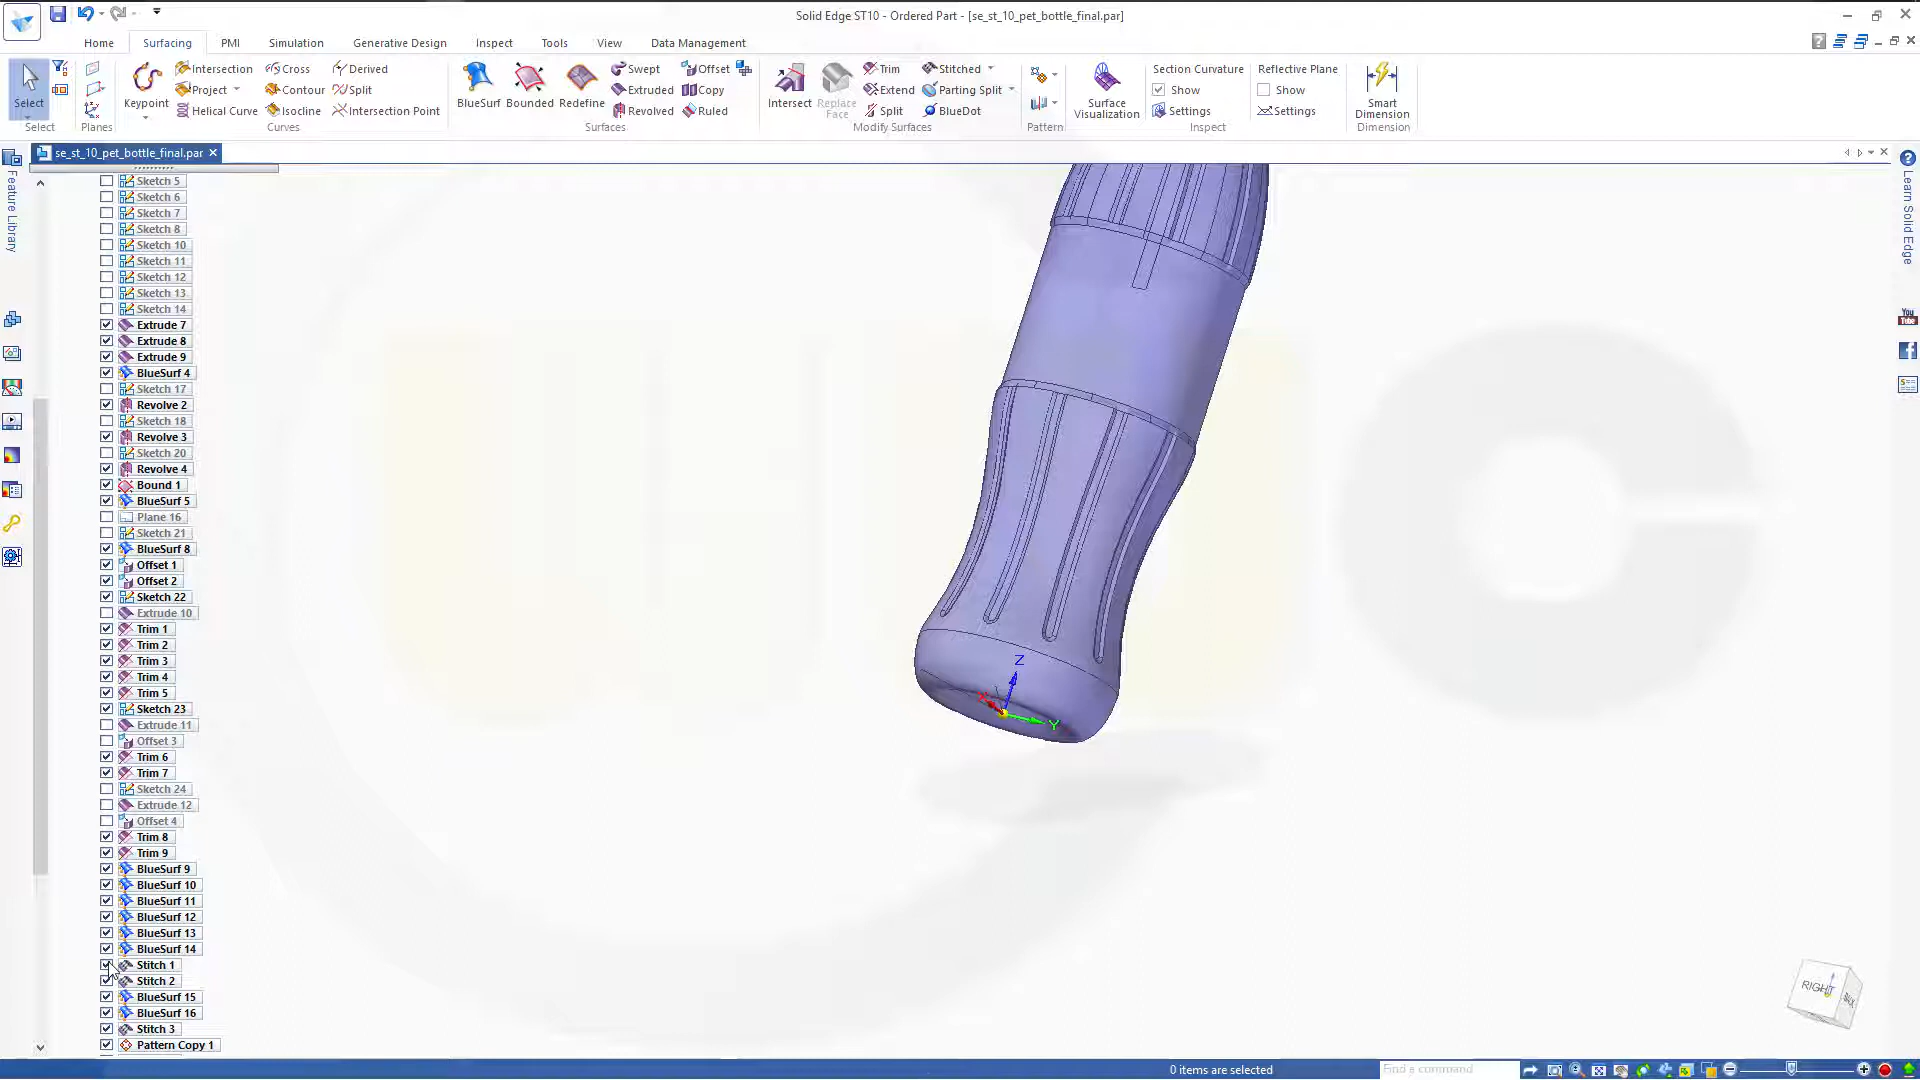 Solid Edge ST10 - Ordered Part - [se_st_10_pet_bottle_final.par]
Home Surfacing PMI Simulation Generative Design Inspect Tools View Data Management
Select
Select
Planes
Keypoint
Intersection
Project
Helical Curve
Cross
Contour
Isocline
Derived
Split
Intersection Point
Curves
BlueSurf
Bounded
Redefine
Swept
Extruded
Revolved
Offset
Copy
Ruled
Surfaces
Intersect
Replace Face
Trim
Extend
Split
Stitched
Parting Split
BlueDot
Modify Surfaces
Pattern
Surface Visualization
Section Curvature
Show
Settings
Inspect
Reflective Plane
Show
Settings
Smart Dimension
Dimension
se_st_10_pet_bottle_final.par
Feature Library
Learn Solid Edge
You Tube
Sketch 5
Sketch 6
Sketch 7
Sketch 8
Sketch 10
Sketch 11
Sketch 12
Sketch 13
Sketch 14
Extrude 7
Extrude 8
Extrude 9
BlueSurf 4
Sketch 17
Revolve 2
Sketch 18
Revolve 3
Sketch 20
Revolve 4
Bound 1
BlueSurf 5
Plane 16
Sketch 21
BlueSurf 8
Offset 1
Offset 2
Sketch 22
Extrude 10
Trim 1
Trim 2
Trim 3
Trim 4
Trim 5
Sketch 23
Extrude 11
Offset 3
Trim 6
Trim 7
Sketch 24
Extrude 12
Offset 4
Trim 8
Trim 9
BlueSurf 9
BlueSurf 10
BlueSurf 11
BlueSurf 12
BlueSurf 13
BlueSurf 14
Stitch 1
Stitch 2
BlueSurf 15
BlueSurf 16
Stitch 3
Pattern Copy 1
Z
X
Y
RIGHT
0 items are selected
Find a command